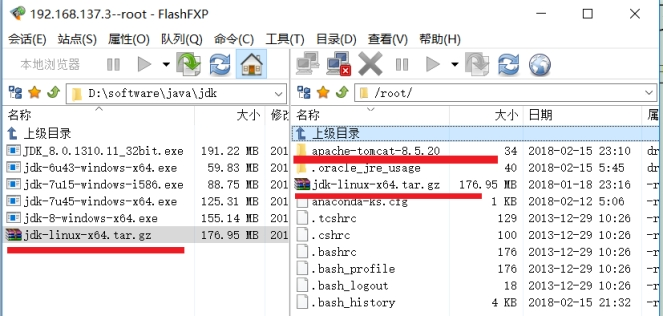 192.168.137.3--root - FlashFXP
会话(E) 站点(S) 属性(O) 队列(Q) 命令(C) 工具(T) 目录(D) 查看(V) 帮助(H)
本地浏览器
D:\software\java\jdk
名称 大小 修改
上级目录
JDK_8.0.1310.11_32bit.exe 191.22 MB 201
jdk-6u43-windows-x64.exe 59.83 MB 201
jdk-7u15-windows-i586.exe 88.75 MB 201
jdk-7u45-windows-x64.exe 125.31 MB 201
jdk-8-windows-x64.exe 155.14 MB 201
jdk-linux-x64.tar.gz 176.95 MB 201
/root/
名称 大小 日期 属
上级目录
apache-tomcat-8.5.20 34 2018-02-15 23:10 dr
.oracle_jre_usage 40 2018-02-15 5:45 dr
jdk-linux-x64.tar.gz 176.95 MB 2018-01-18 23:16 -r
anaconda-ks.cfg 1 KB 2018-02-12 5:06 -r
.tcshrc 129 2013-12-29 10:26 -r
.cshrc 100 2013-12-29 10:26 -r
.bashrc 176 2013-12-29 10:26 -r
.bash_profile 176 2013-12-29 10:26 -r
.bash_logout 18 2013-12-29 10:26 -r
.bash_history 4 KB 2018-02-15 21:32 -r